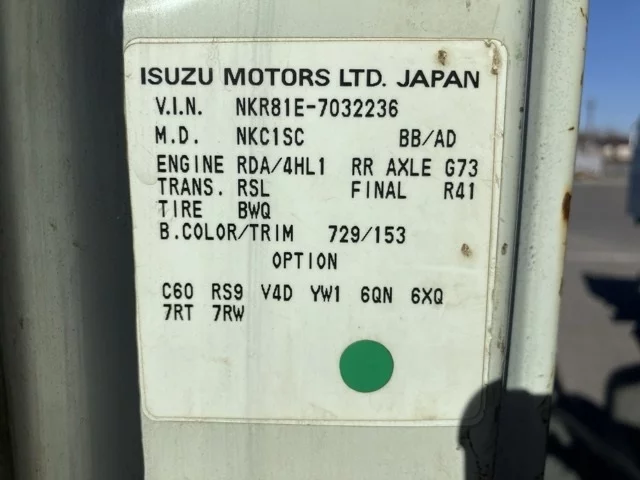 ISUZU MOTORS LTD. JAPAN
V.I.N. NKR81E-7032236
M.D. NKC1SC BB/AD
ENGINE RDA/4HL1 RR AXLE G73
TRANS. RSL FINAL R41
TIRE BWQ
B.COLOR/TRIM 729/153
OPTION
C60 RS9 V4D YW1 6QN 6XQ
7RT 7RW